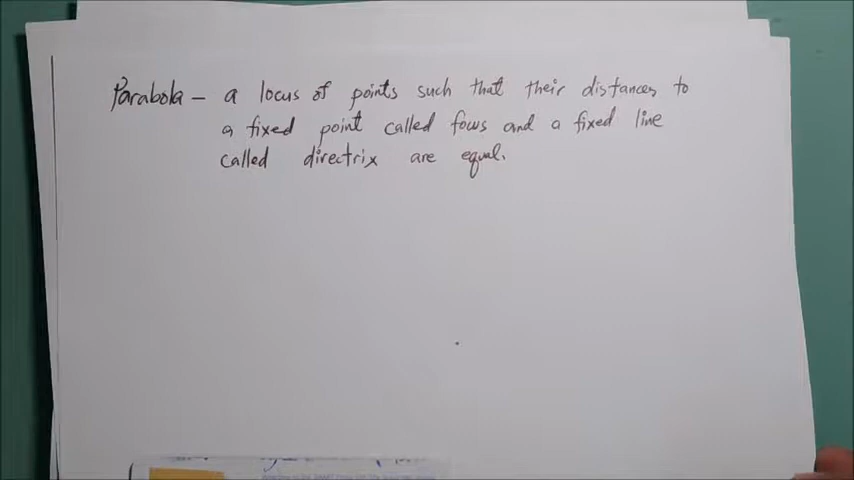 Parabola – a locus of points such that their distances to
a fixed point called focus and a fixed line
called directrix are equal.